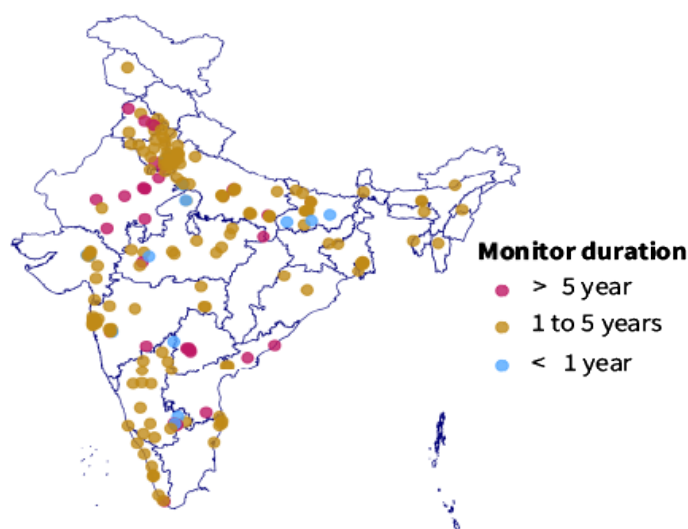 Monitor duration
> 5 year
1 to 5 years
< 1 year